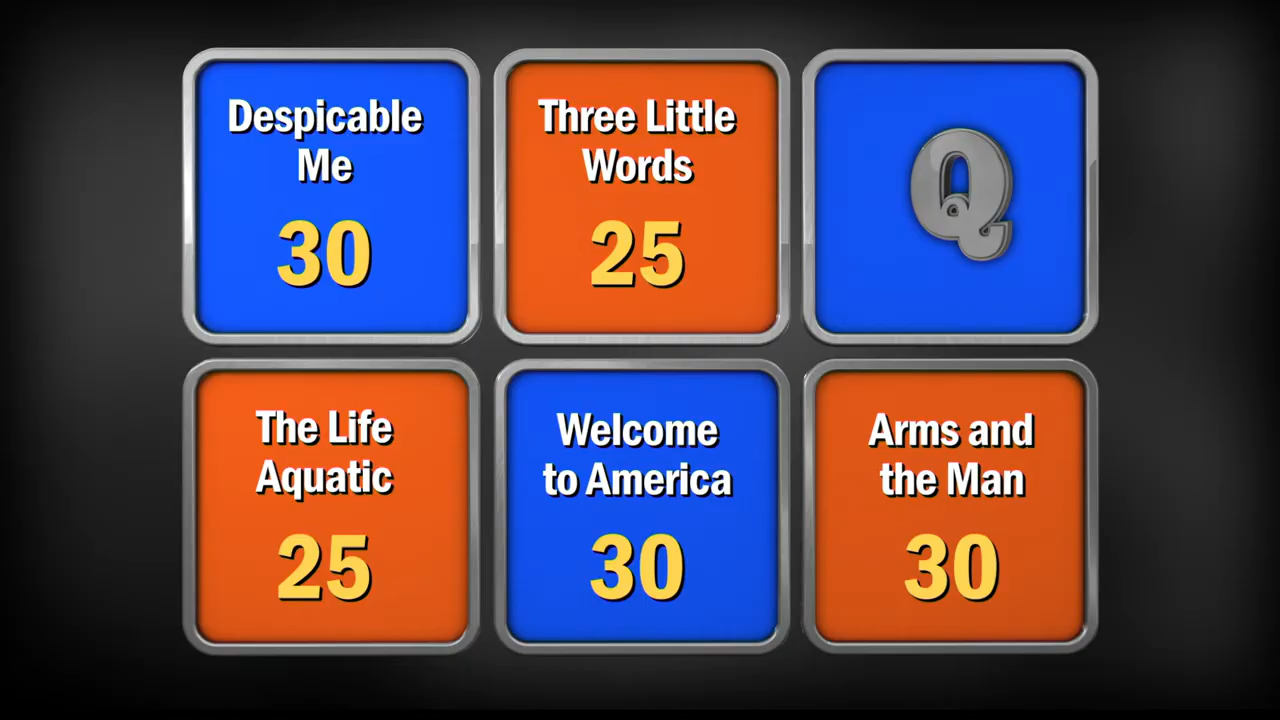 Despicable
Me
30
Three Little
Words
25
Q
The Life
Aquatic
25
Welcome
to America
30
Arms and
the Man
30